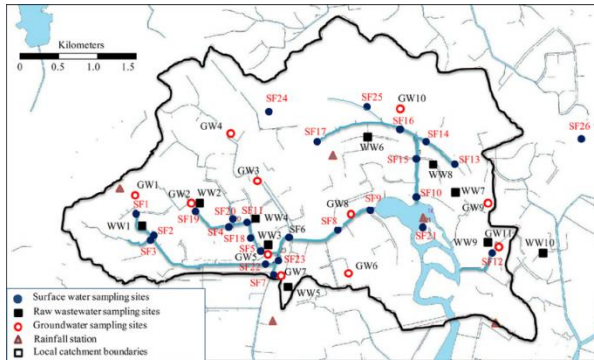 Kilometers
0 0.5 1.0 1.5
SF25
GW10
SF24
SF16
SF26
GW4
SF17
SF14
WW6
SF15
WW8
SF13
GW3
GW1
GW2
WW2
SF10
WW7
SF1
SF19
SF20
SF11
WW4
GW8
SF9
GW9
WW1
SF2
SF4
SF18
WW3
SF6
SF8
SF21
SF3
SF5
WW9
GW11
WW10
GW5
SF23
SF12
SF22
SF7
GW7
GW6
WW5
Surface water sampling sites
Raw wastewater sampling sites
Groundwater sampling sites
Rainfall station
Local catchment boundaries